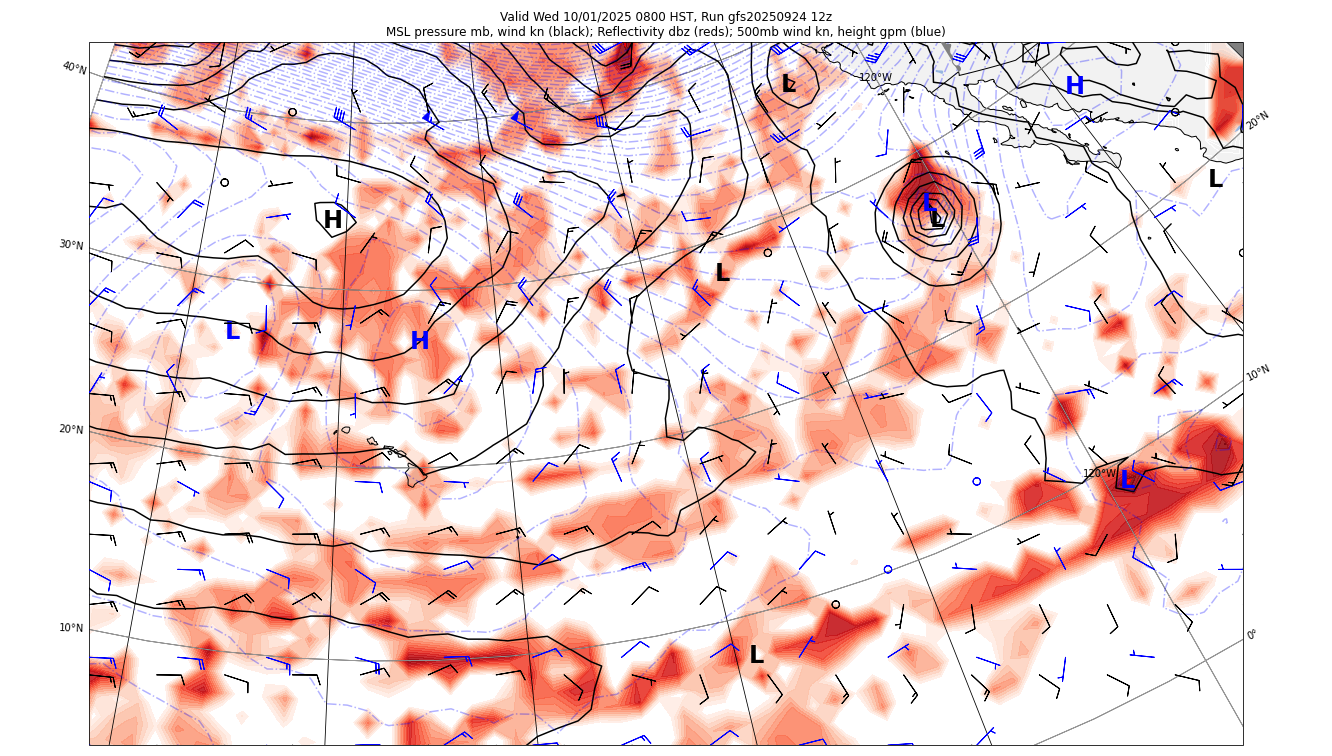 Valid Wed 10/01/2025 0800 HST, Run gfs20250924 12z
MSL pressure mb, wind kn (black); Reflectivity dbz (reds); 500mb wind kn, height gpm (blue)
40°N
120°W
L
H
20°N
L
H
L
L
30°N
L
L
H
10°N
20°N
120°W
L
10°N
0°
L